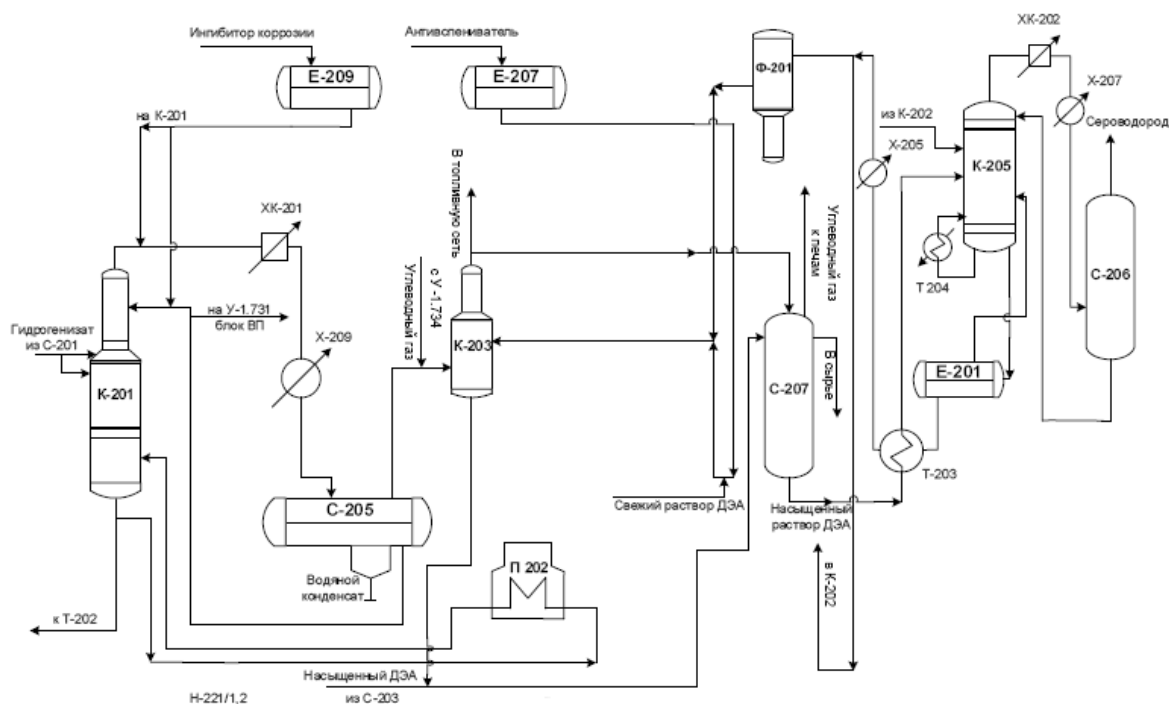 Ингибитор коррозии
Е-209
на К-201
Антивспениватель
Е-207
Ф-201
ХК-202
Х-207
Сероводород
из К-202
Х-205
К-205
Т 204
С-206
Е-201
Т-203
ХК-201
В топливную сеть
Углеводный газ
с У -1.734
на У-1.731
блок ВП
Гидрогенизат
из С-201
К-201
Х-209
К-203
Углеводный газ
к печам
В сырье
С-207
С-205
Водяной
конденсат
П 202
Свежий раствор ДЭА
Насыщенный
раствор ДЭА
в К-202
к Т-202
Насыщенный ДЭА
из С-203
Н-221/1,2